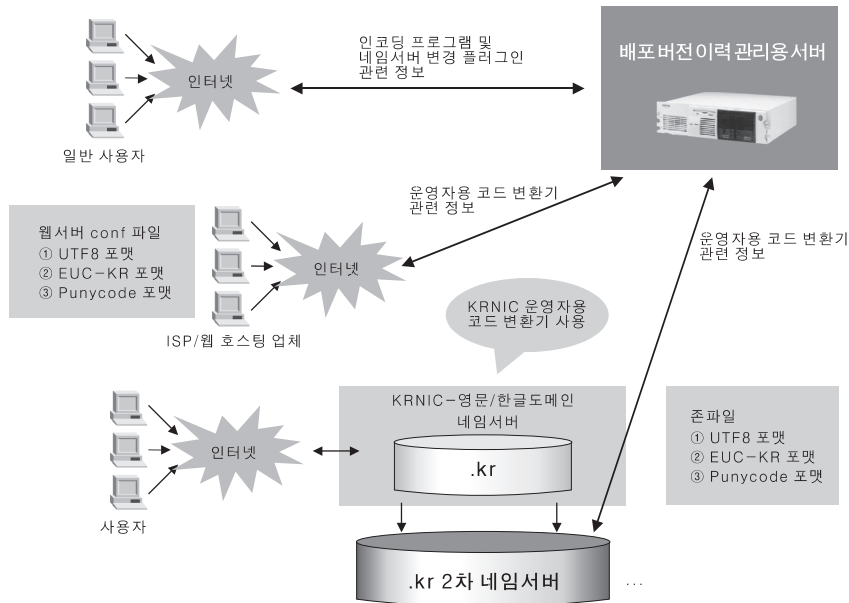 인코딩 프로그램 및
네임서버 변경 플러그인
관련 정보
배포버전이력관리용서버
인터넷
일반 사용자
운영자용 코드 변환기
관련 정보
웹서버 conf 파일
① UTF8 포맷
② EUC-KR 포맷
③ Punycode 포맷
인터넷
ISP/웹 호스팅 업체
운영자용 코드 변환기
관련 정보
KRNIC 운영자용
코드 변환기 사용
KRNIC-영문/한글도메인
네임서버
.kr
인터넷
사용자
존파일
① UTF8 포맷
② EUC-KR 포맷
③ Punycode 포맷
.kr 2차 네임서버
...